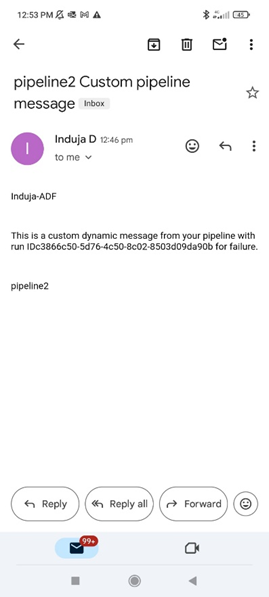 12:53 PM
45
pipeline2 Custom pipeline
message Inbox
I
Induja D 12:46 pm
to me
Induja-ADF
This is a custom dynamic message from your pipeline with
run IDc3866c50-5d76-4c50-8c02-8503d09da90b for failure.
pipeline2
Reply
Reply all
Forward
99+